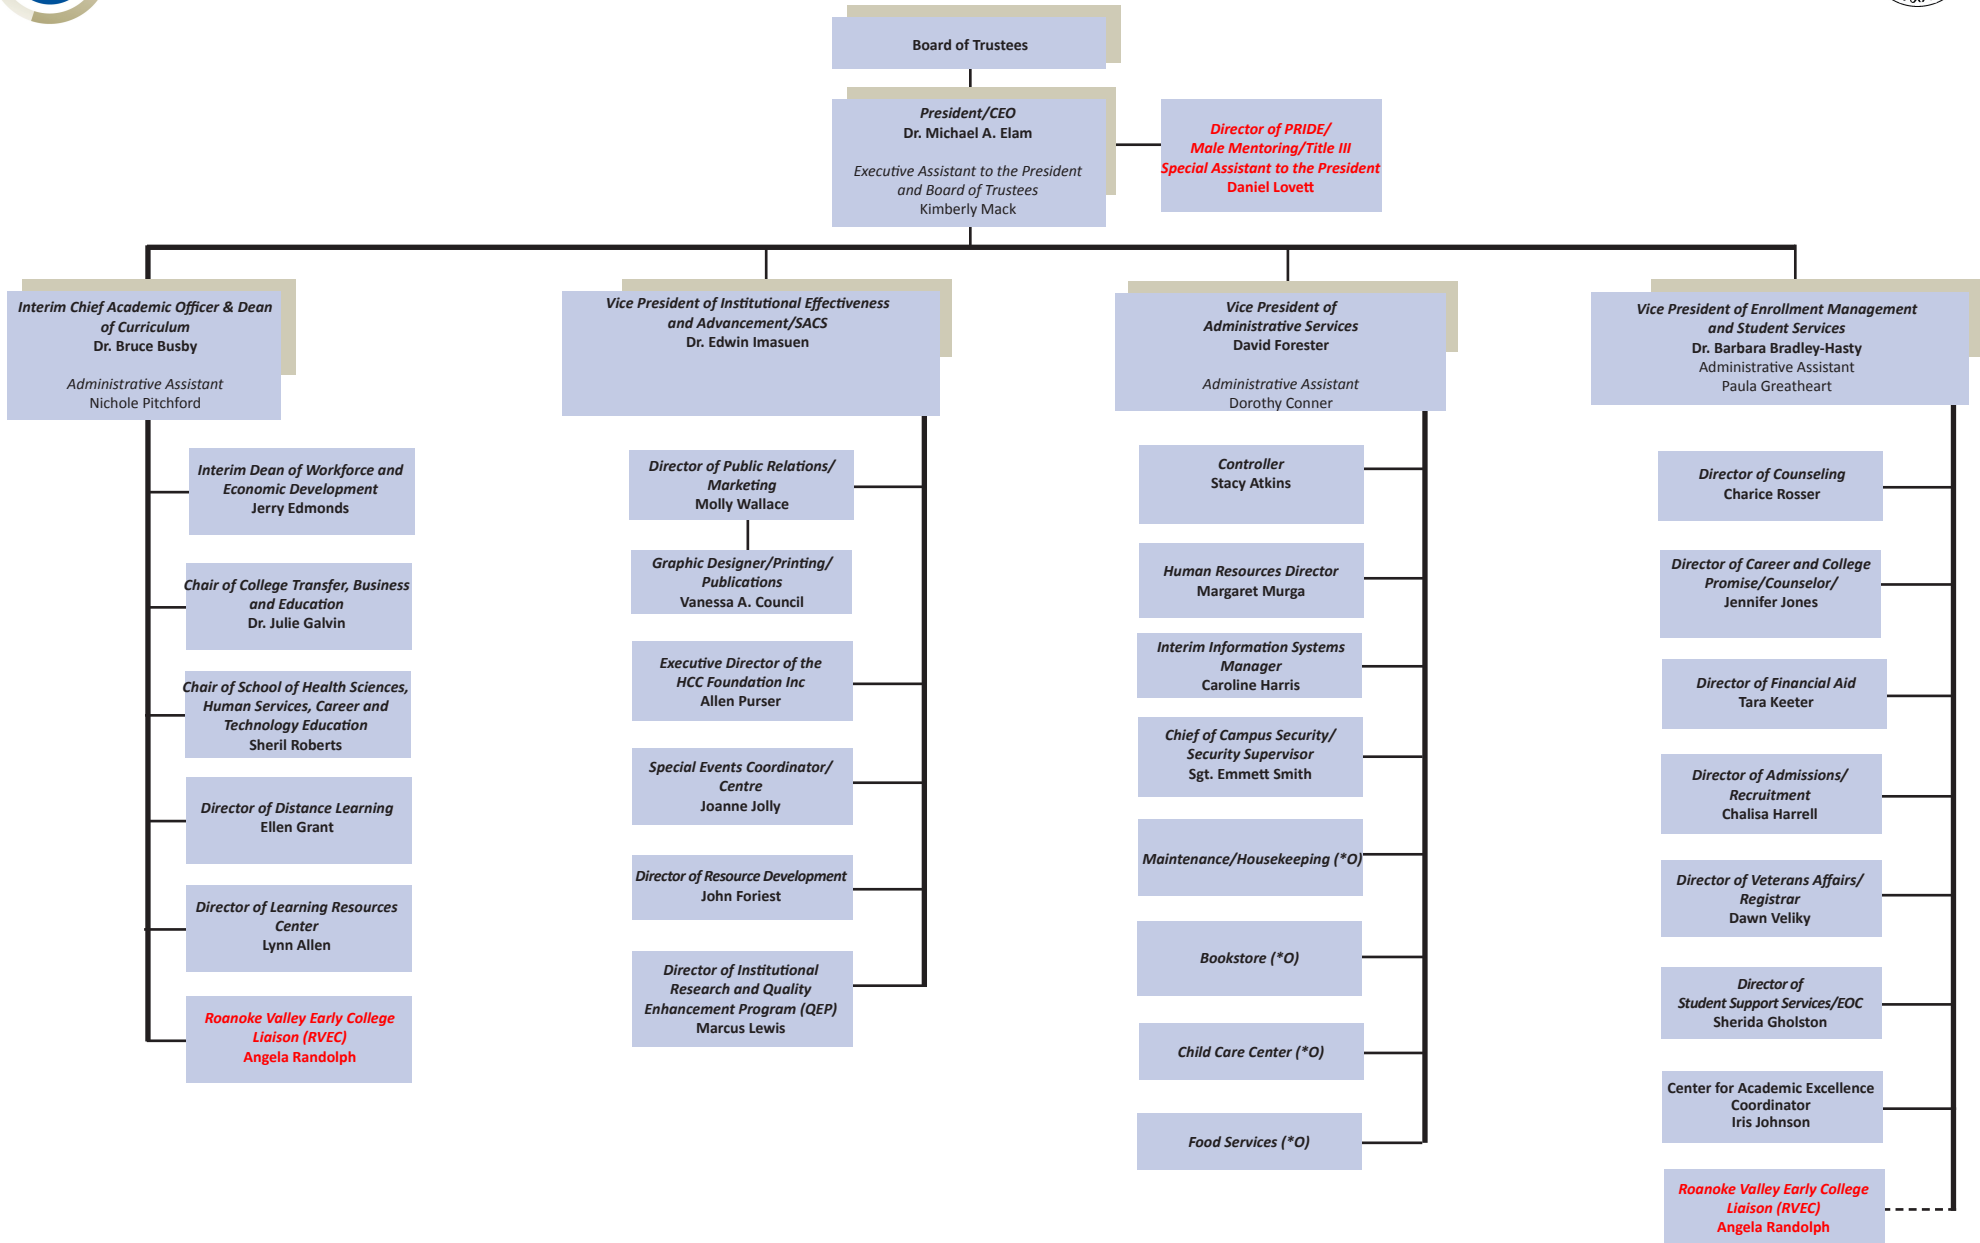 Board of Trustees
President/CEO
Dr. Michael A. Elam
Executive Assistant to the President
and Board of Trustees
Kimberly Mack
Director of PRIDE/
Male Mentoring/Title III
Special Assistant to the President
Daniel Lovett
Interim Chief Academic Officer & Dean
of Curriculum
Dr. Bruce Busby
Administrative Assistant
Nichole Pitchford
Interim Dean of Workforce and
Economic Development
Jerry Edmonds
Chair of College Transfer, Business
and Education
Dr. Julie Galvin
Chair of School of Health Sciences,
Human Services, Career and
Technology Education
Sheril Roberts
Director of Distance Learning
Ellen Grant
Director of Learning Resources
Center
Lynn Allen
Roanoke Valley Early College
Liaison (RVEC)
Angela Randolph
Vice President of Institutional Effectiveness
and Advancement/SACS
Dr. Edwin Imasuen
Director of Public Relations/
Marketing
Molly Wallace
Graphic Designer/Printing/
Publications
Vanessa A. Council
Executive Director of the
HCC Foundation Inc
Allen Purser
Special Events Coordinator/
Centre
Joanne Jolly
Director of Resource Development
John Foriest
Director of Institutional
Research and Quality
Enhancement Program (QEP)
Marcus Lewis
Vice President of
Administrative Services
David Forester
Administrative Assistant
Dorothy Conner
Controller
Stacy Atkins
Human Resources Director
Margaret Murga
Interim Information Systems
Manager
Caroline Harris
Chief of Campus Security/
Security Supervisor
Sgt. Emmett Smith
Maintenance/Housekeeping (*O)
Bookstore (*O)
Child Care Center (*O)
Food Services (*O)
Vice President of Enrollment Management
and Student Services
Dr. Barbara Bradley-Hasty
Administrative Assistant
Paula Greatheart
Director of Counseling
Charice Rosser
Director of Career and College
Promise/Counselor/
Jennifer Jones
Director of Financial Aid
Tara Keeter
Director of Admissions/
Recruitment
Chalisa Harrell
Director of Veterans Affairs/
Registrar
Dawn Veliky
Director of
Student Support Services/EOC
Sherida Gholston
Center for Academic Excellence
Coordinator
Iris Johnson
Roanoke Valley Early College
Liaison (RVEC)
Angela Randolph